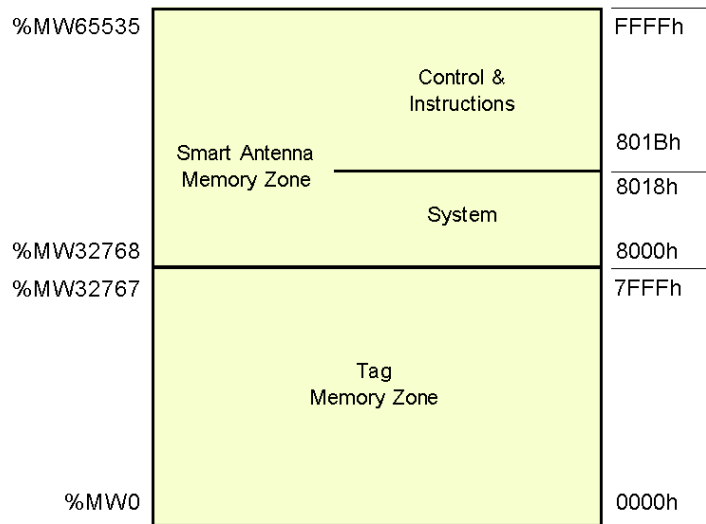 %MW65535
FFFFh
Control &
Instructions
801Bh
Smart Antenna
Memory Zone
8018h
System
%MW32768
8000h
%MW32767
7FFFh
Tag
Memory Zone
%MW0
0000h